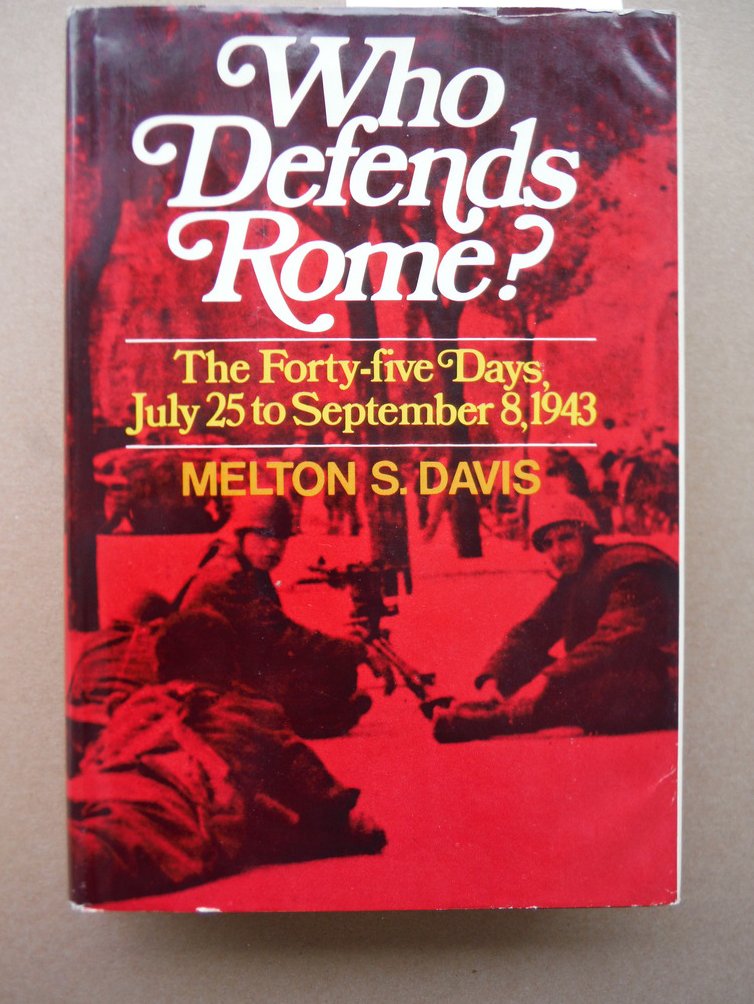 Who
Defends
Rome?
The Forty-five Days,
July 25 to September 8, 1943
MELTON S. DAVIS